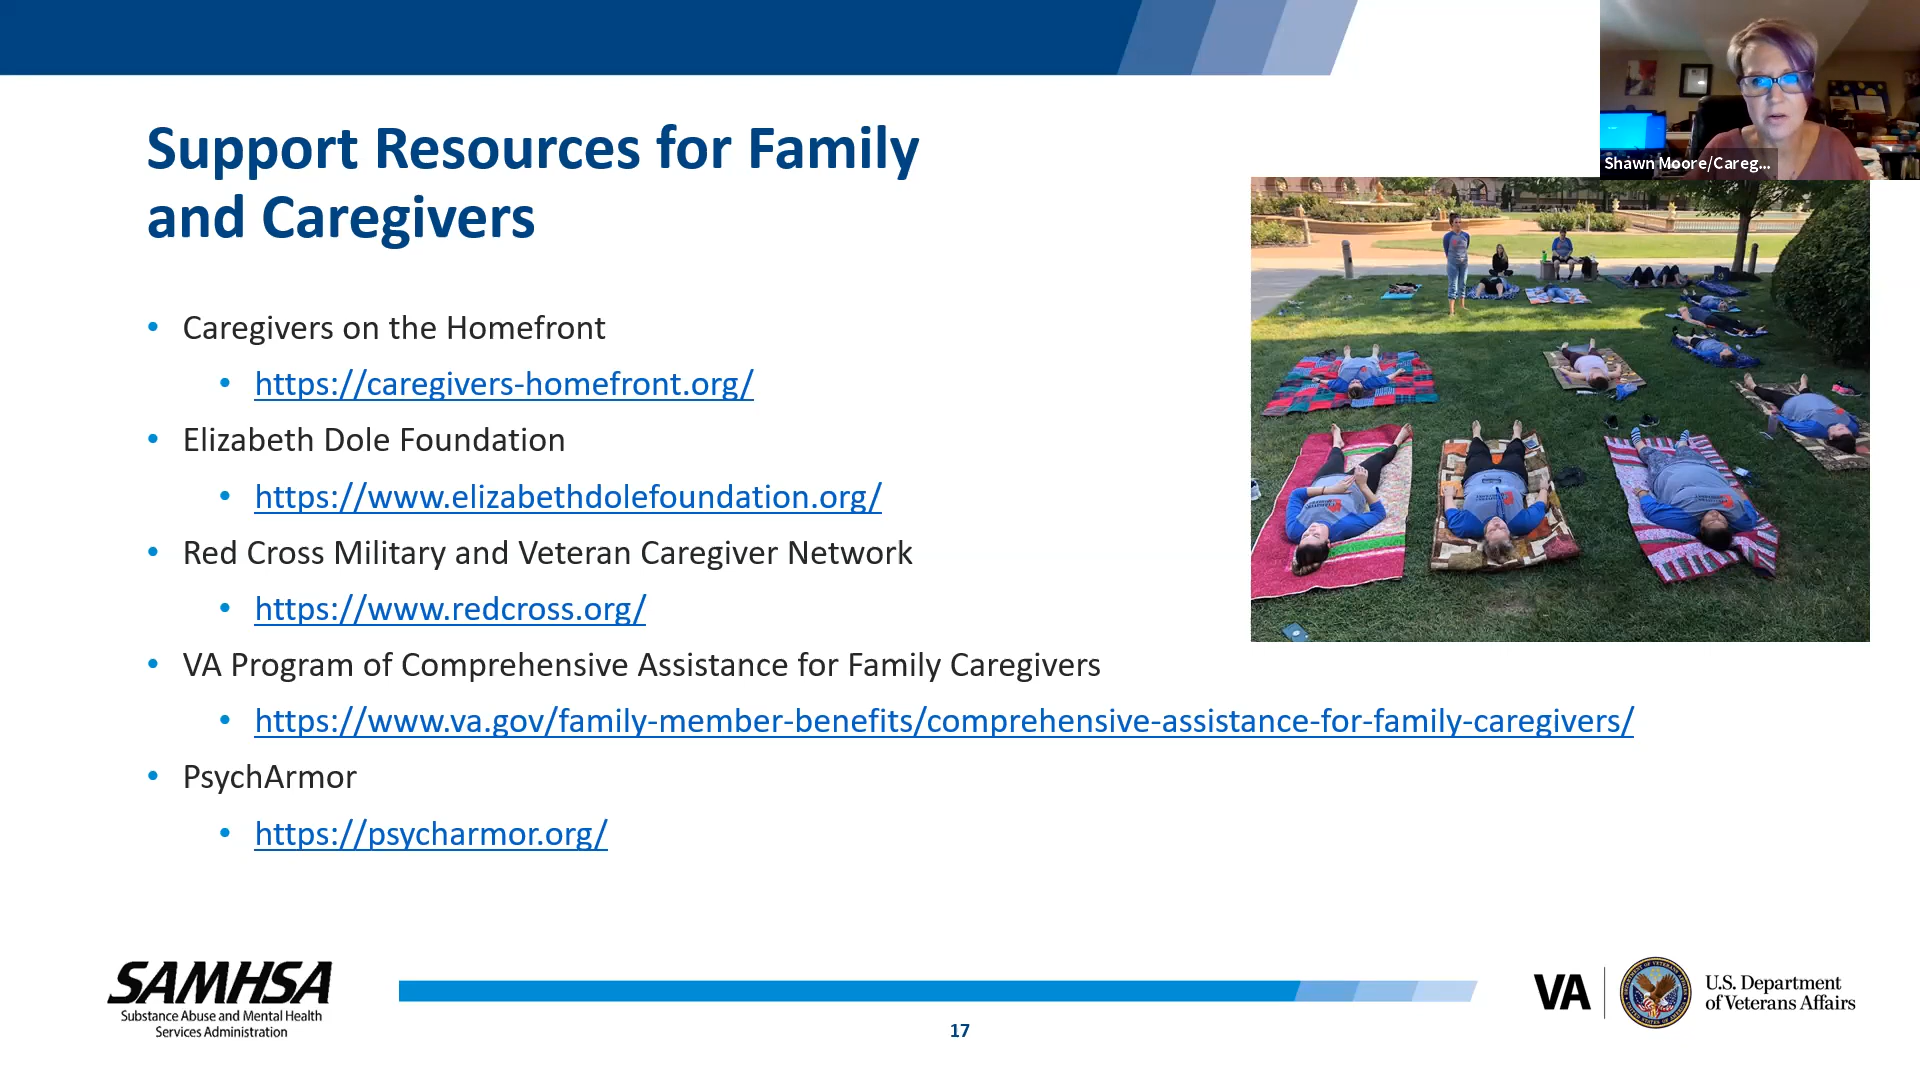 Shawn Moore/Careg...
Support Resources for Family
and Caregivers
• Caregivers on the Homefront
• https://caregivers-homefront.org/
• Elizabeth Dole Foundation
• https://www.elizabethdolefoundation.org/
• Red Cross Military and Veteran Caregiver Network
• https://www.redcross.org/
• VA Program of Comprehensive Assistance for Family Caregivers
• https://www.va.gov/family-member-benefits/comprehensive-assistance-for-family-caregivers/
• PsychArmor
• https://psycharmor.org/
SAMHSA
Substance Abuse and Mental Health
Services Administration
17
VA
U.S. Department
of Veterans Affairs